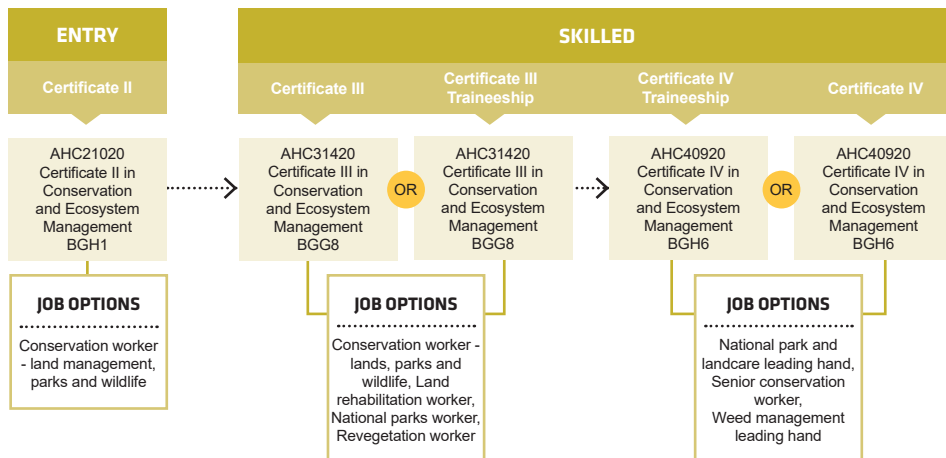 ENTRY
SKILLED
Certificate II
Certificate III
Certificate III
Traineeship
Certificate IV
Traineeship
Certificate IV
AHC21020
Certificate II in
Conservation
and Ecosystem
Management
BGH1
AHC31420
Certificate III in
Conservation
and Ecosystem
Management
BGG8
OR
AHC31420
Certificate III in
Conservation
and Ecosystem
Management
BGG8
AHC40920
Certificate IV in
Conservation
and Ecosystem
Management
BGH6
OR
AHC40920
Certificate IV in
Conservation
and Ecosystem
Management
BGH6
JOB OPTIONS
Conservation worker
- land management,
parks and wildlife
JOB OPTIONS
Conservation worker -
lands, parks and
wildlife, Land
rehabilitation worker,
National parks worker,
Revegetation worker
JOB OPTIONS
National park and
landcare leading hand,
Senior conservation
worker,
Weed management
leading hand